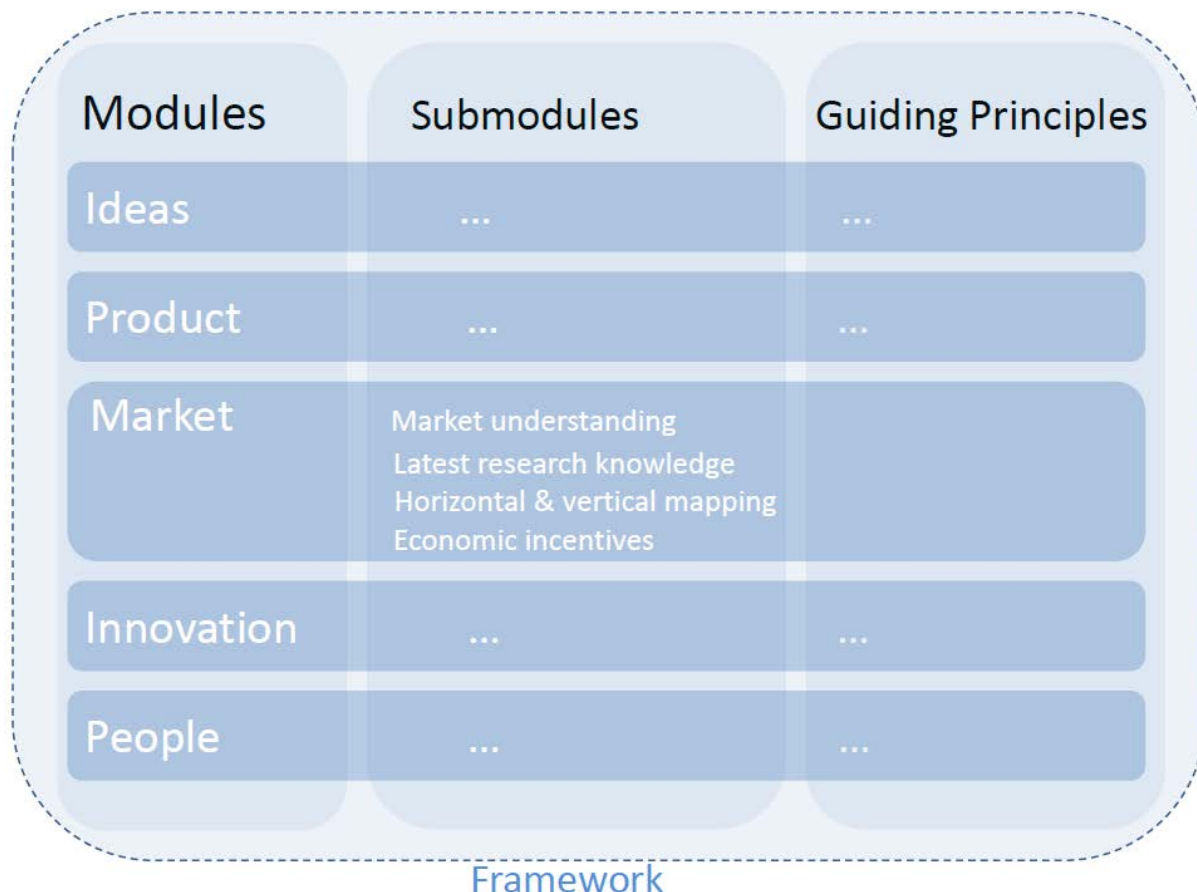 Modules Submodules Guiding Principles
Ideas ... ...
Product ... ...
Market
Market understanding
Latest research knowledge
Horizontal & vertical mapping
Economic incentives
Innovation ... ...
People ... ...
Framework